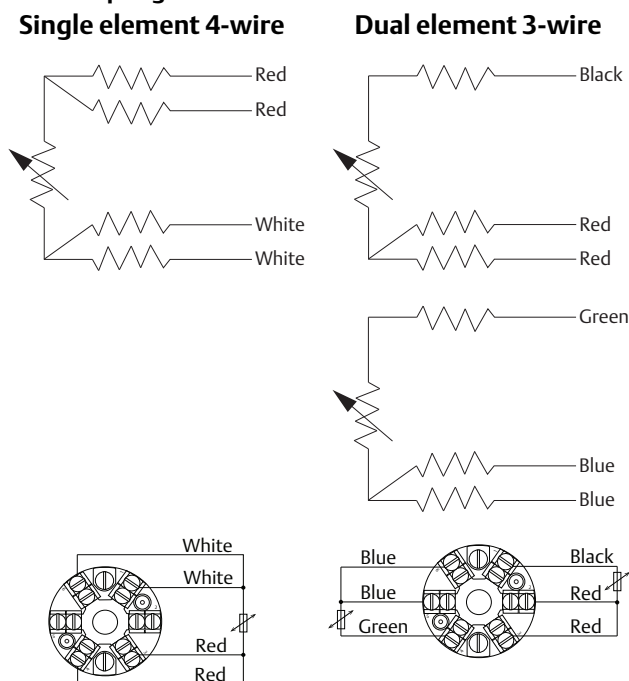 Single element 4-wire
Dual element 3-wire
Red
Red
White
White
Black
Red
Red
Green
Blue
Blue
White
White
Red
Red
Blue
Blue
Green
Black
Red
Red